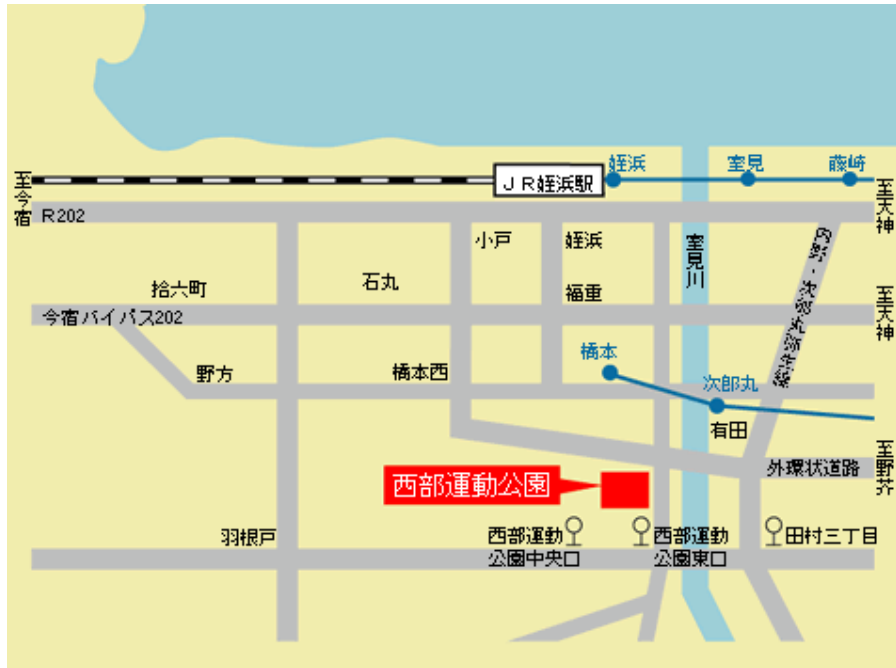 姪浜
室見
藤崎
JR姪浜駅
至今宿
至天神
R202
小戸
姪浜
室見川
石丸
拾六町
福重
今宿バイパス202
至天神
橋本
野方
橋本西
次郎丸
有田
至野芥
外環状道路
西部運動公園
羽根戸
西部運動
公園中央口
西部運動
公園東口
田村三丁目